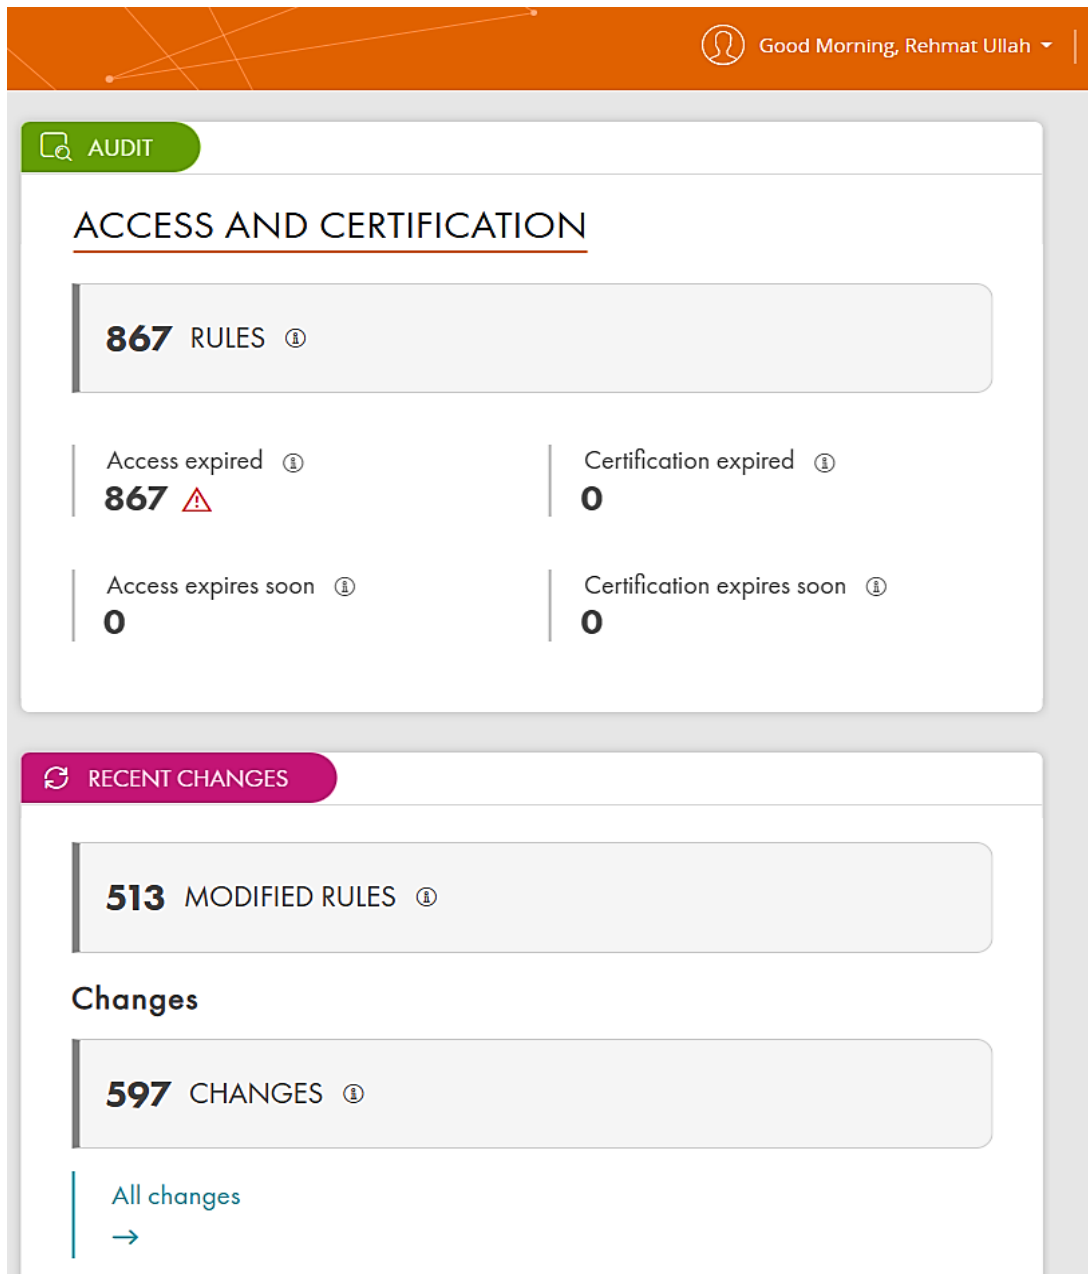 Good Morning, Rehmat Ullah
AUDIT
ACCESS AND CERTIFICATION
867 RULES
Access expired
867
Certification expired
0
Access expires soon
0
Certification expires soon
0
RECENT CHANGES
513 MODIFIED RULES
Changes
597 CHANGES
All changes
→